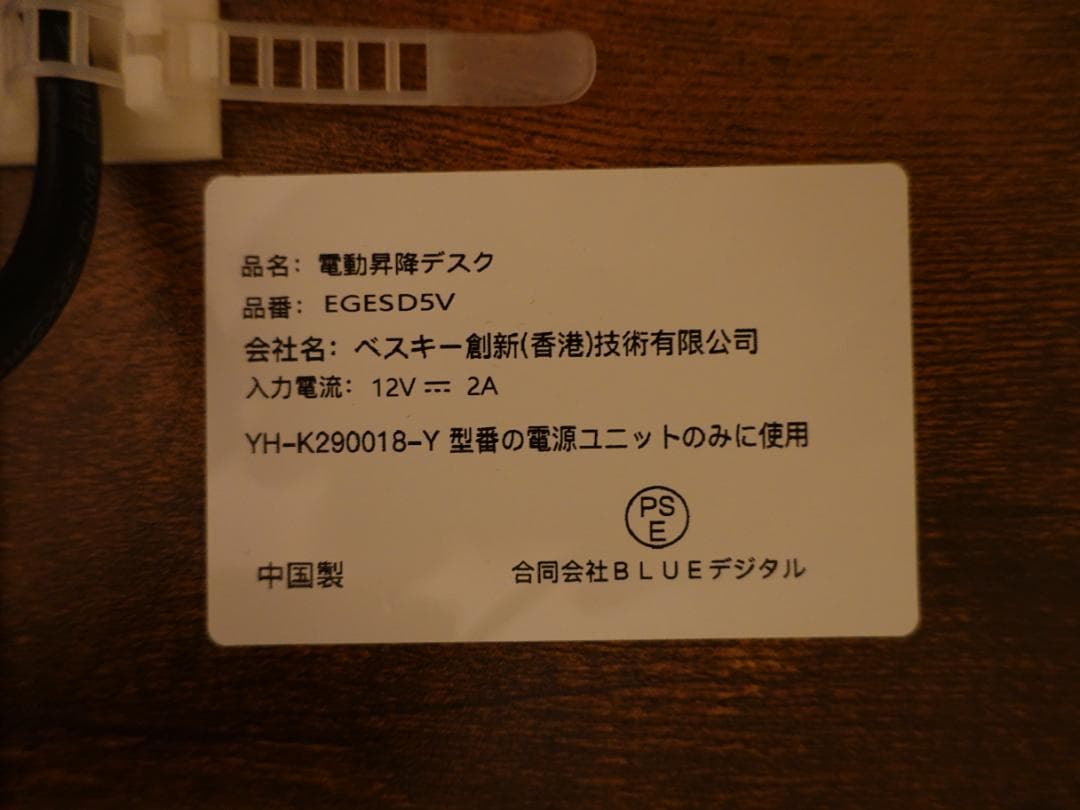 品名：電動昇降デスク
品番：EGESD5V
会社名：ベスキー創新(香港)技術有限公司
入力電流：12V⎓ 2A
YH-K290018-Y 型番の電源ユニットのみに使用
PS
E
中国製
合同会社ＢＬＵＥデジタル